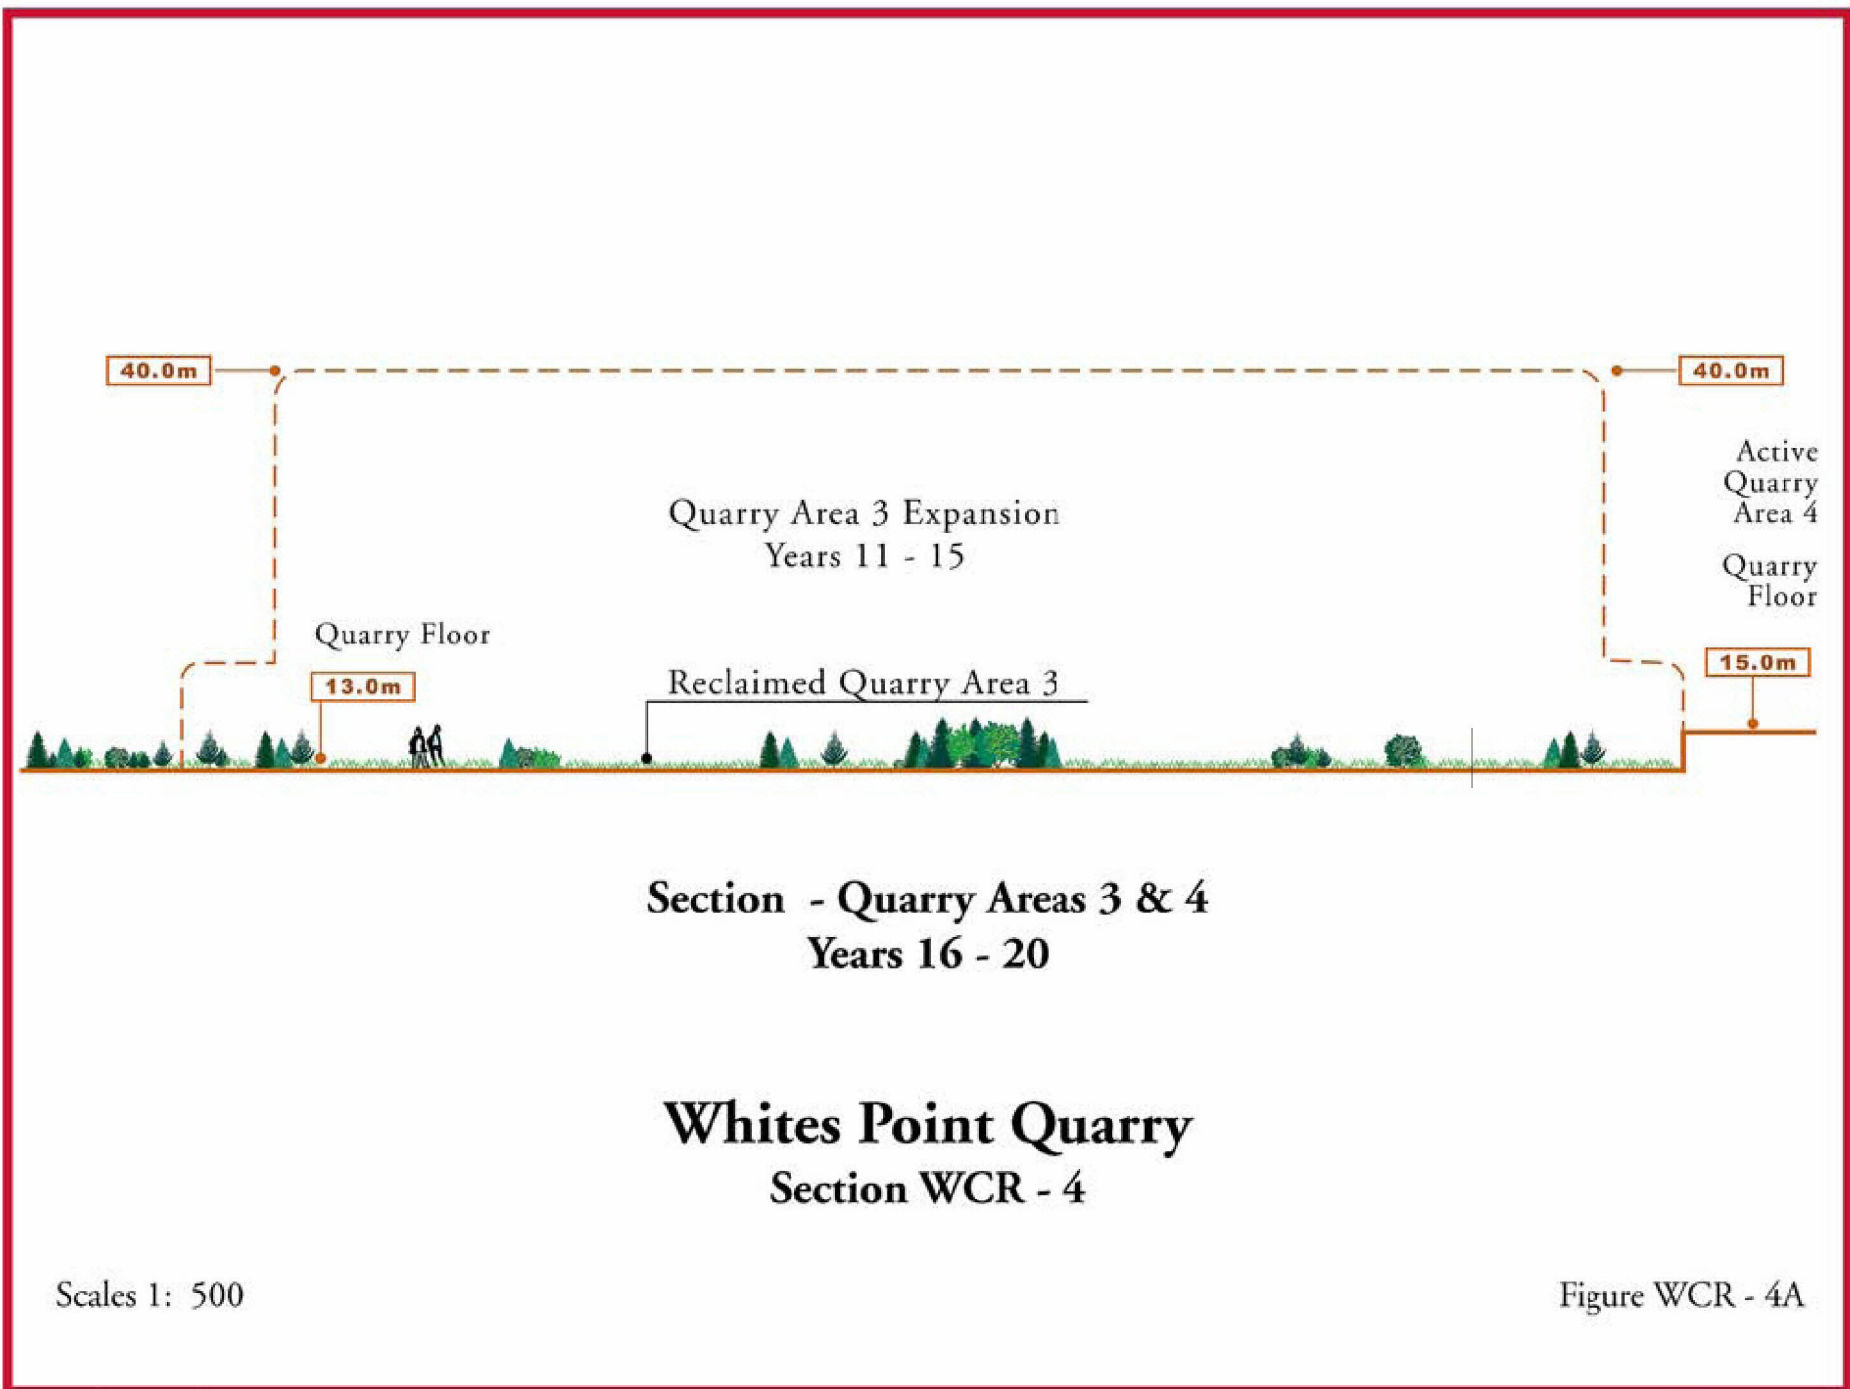 40.0m
40.0m
Active
Quarry
Area 4
Quarry
Floor
15.0m
Quarry Area 3 Expansion
Years 11 - 15
Quarry Floor
13.0m
Reclaimed Quarry Area 3
Section - Quarry Areas 3 & 4
Years 16 - 20
Whites Point Quarry
Section WCR - 4
Scales 1: 500
Figure WCR - 4A